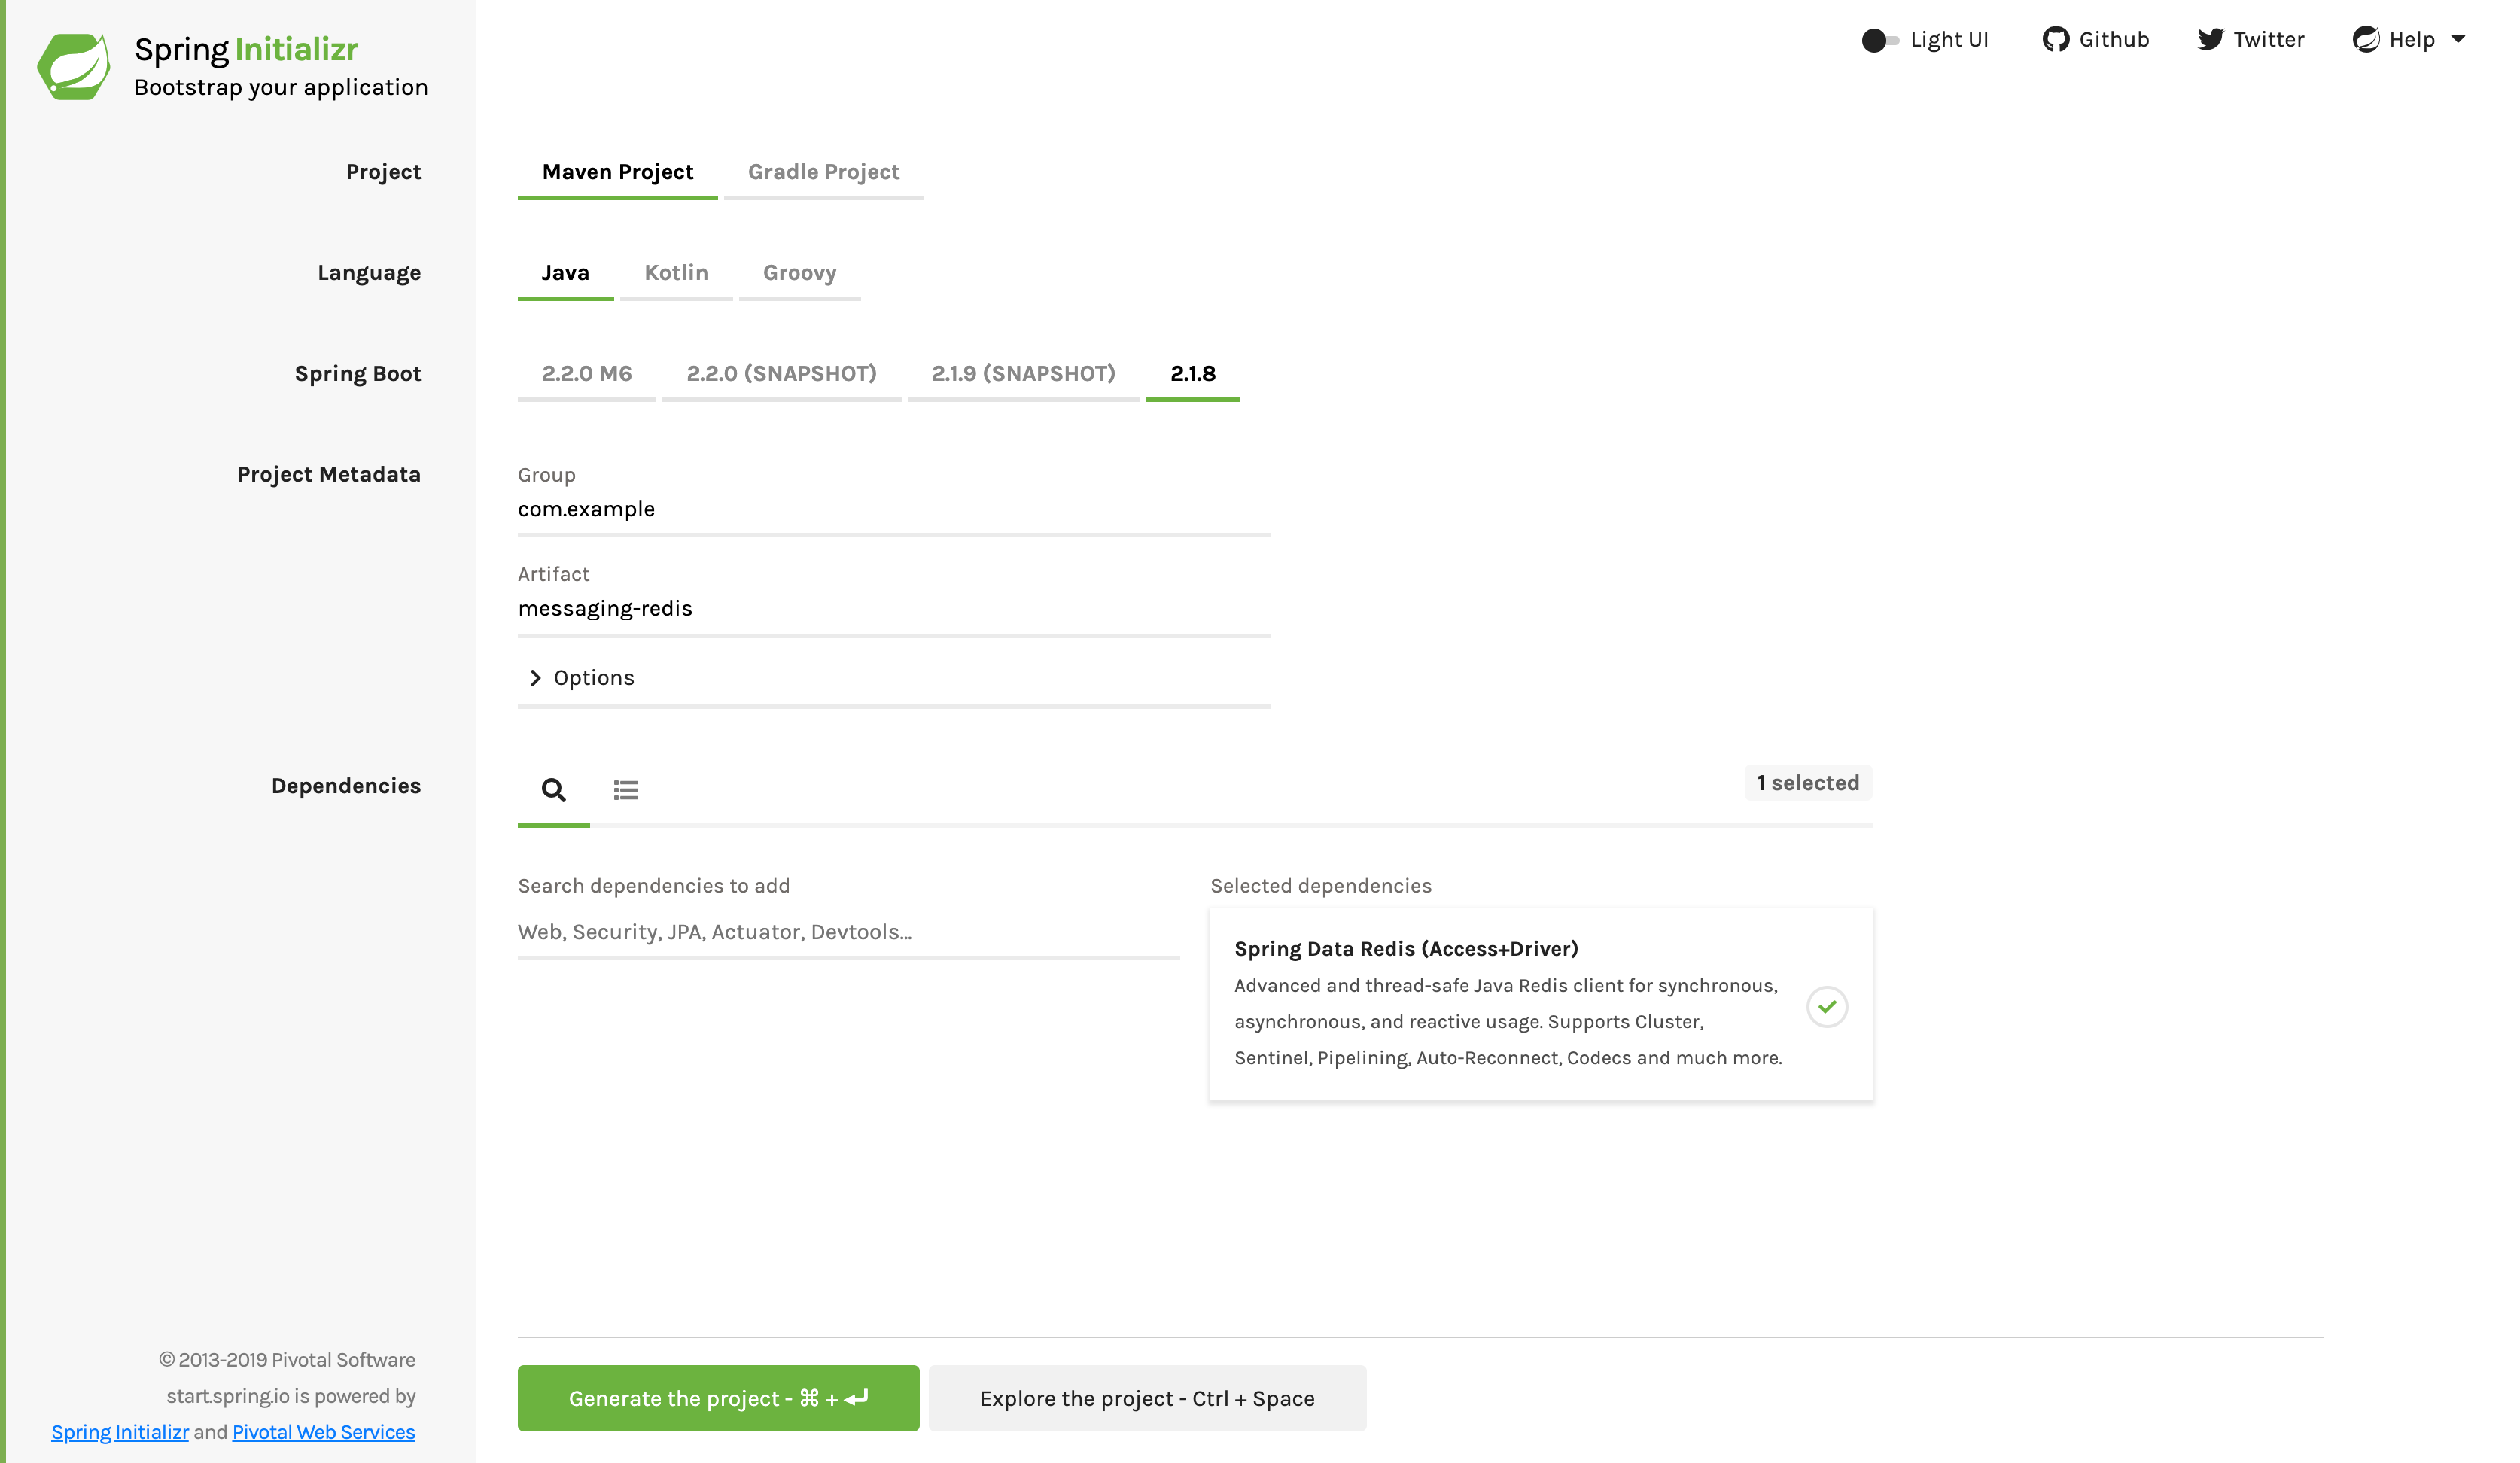 Spring Initializr
Bootstrap your application
Light UI
Github
Twitter
Help
Project
Maven Project
Gradle Project
Language
Java
Kotlin
Groovy
Spring Boot
2.2.0 M6
2.2.0 (SNAPSHOT)
2.1.9 (SNAPSHOT)
2.1.8
Project Metadata
Group
com.example
Artifact
messaging-redis
Options
Dependencies
1 selected
Search dependencies to add
Web, Security, JPA, Actuator, Devtools...
Selected dependencies
Spring Data Redis (Access+Driver)
Advanced and thread-safe Java Redis client for synchronous,
asynchronous, and reactive usage. Supports Cluster,
Sentinel, Pipelining, Auto-Reconnect, Codecs and much more.
© 2013-2019 Pivotal Software
start.spring.io is powered by
Spring Initializr and Pivotal Web Services
Generate the project - ⌘ + ↵
Explore the project - Ctrl + Space